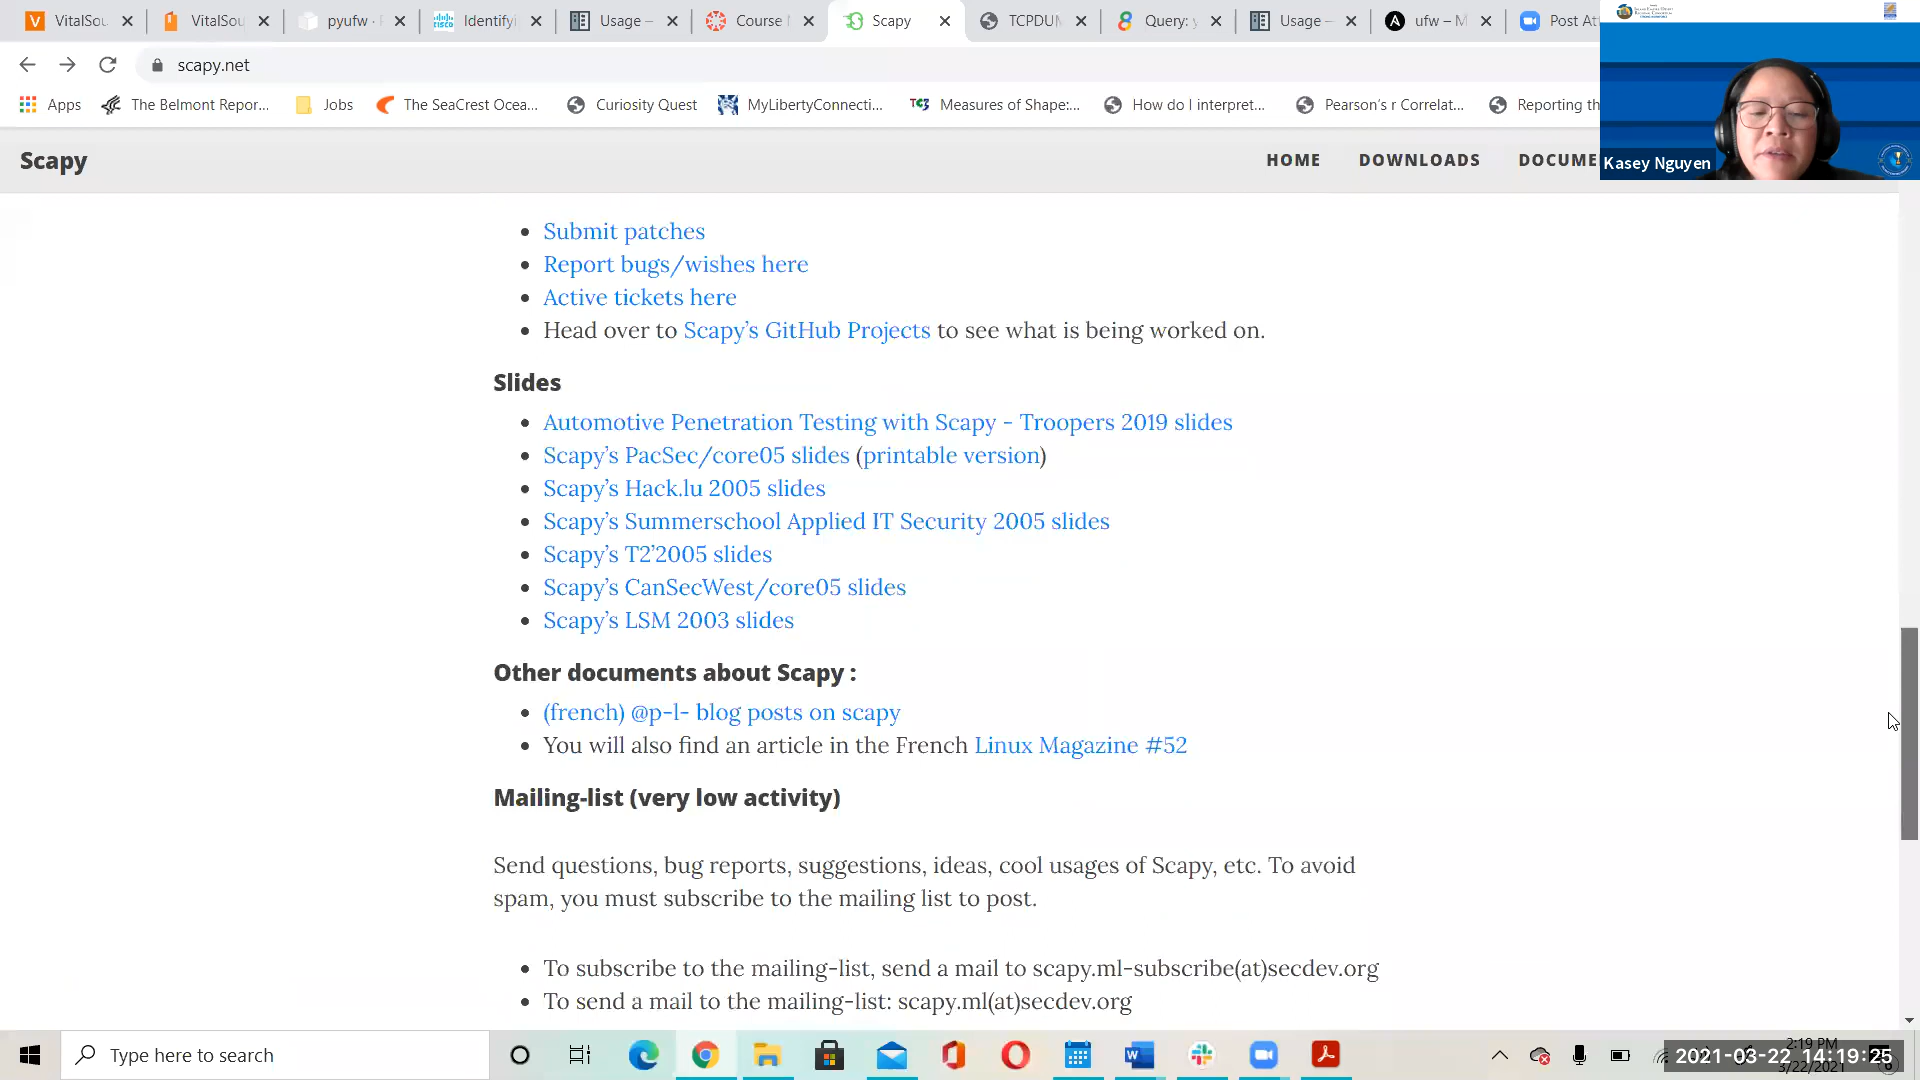 VitalSou
VitalSou
pyufw ·
Identifyi
Usage –
Course
Scapy
TCPDUM
Query:
Usage –
ufw – M
Post Att
scapy.net
Apps
The Belmont Repor...
Jobs
The SeaCrest Ocea...
Curiosity Quest
MyLibertyConnecti...
Measures of Shape:...
How do I interpret...
Pearson's r Correlat...
Reporting th
Kasey Nguyen
Scapy
HOME
DOWNLOADS
DOCUME
Submit patches
Report bugs/wishes here
Active tickets here
Head over to Scapy’s GitHub Projects to see what is being worked on.
Slides
Automotive Penetration Testing with Scapy - Troopers 2019 slides
Scapy’s PacSec/core05 slides (printable version)
Scapy’s Hack.lu 2005 slides
Scapy’s Summerschool Applied IT Security 2005 slides
Scapy’s T2’2005 slides
Scapy’s CanSecWest/core05 slides
Scapy’s LSM 2003 slides
Other documents about Scapy :
(french) @p-l- blog posts on scapy
You will also find an article in the French Linux Magazine #52
Mailing-list (very low activity)
Send questions, bug reports, suggestions, ideas, cool usages of Scapy, etc. To avoid
spam, you must subscribe to the mailing list to post.
To subscribe to the mailing-list, send a mail to scapy.ml-subscribe(at)secdev.org
To send a mail to the mailing-list: scapy.ml(at)secdev.org
Type here to search
2:19 PM
2021-03-22 14:19:25
3/22/2021